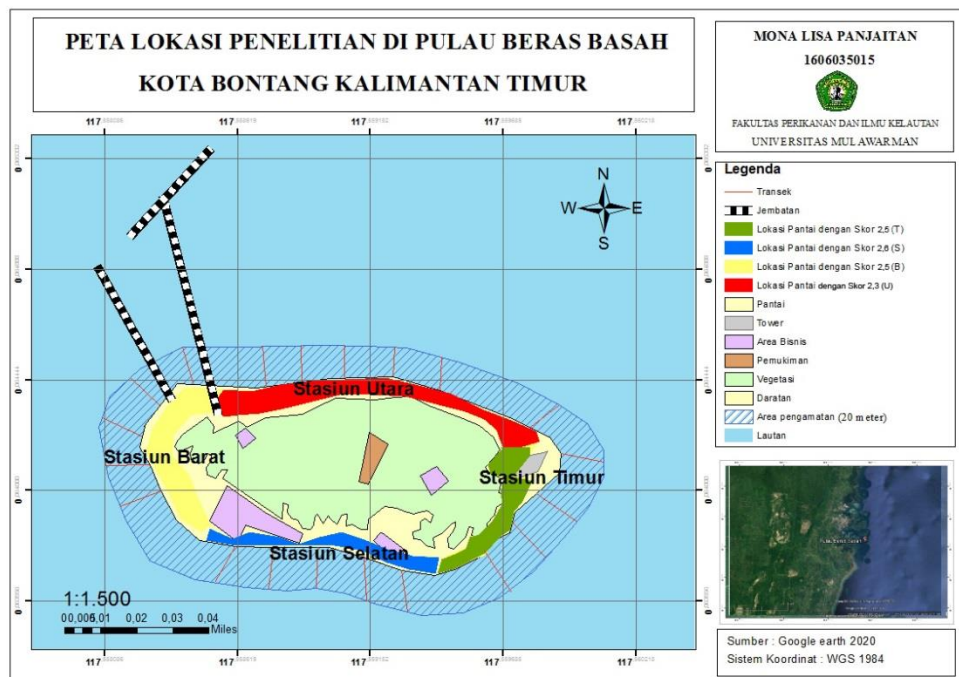 PETA LOKASI PENELITIAN DI PULAU BERAS BASAH
KOTA BONTANG KALIMANTAN TIMUR
MONA LISA PANJAITAN
1606035015
FAKULTAS PERIKANAN DAN ILMU KELAUTAN
UNIVERSITAS MULAWARMAN
Legenda
Transek
Jembatan
Lokasi Pantai dengan Skor 2,5 (T)
Lokasi Pantai dengan Skor 2,6 (S)
Lokasi Pantai dengan Skor 2,5 (B)
Lokasi Pantai dengan Skor 2,3 (U)
Pantai
Tower
Area Bisnis
Pemukiman
Vegetasi
Daratan
Area pengamatan (20 meter)
Lautan
N
W E
S
Stasiun Utara
Stasiun Barat
Stasiun Timur
Stasiun Selatan
1:1.500
0 0,005 0,01 0,02 0,03 0,04
Miles
Sumber : Google earth 2020
Sistem Koordinat : WGS 1984